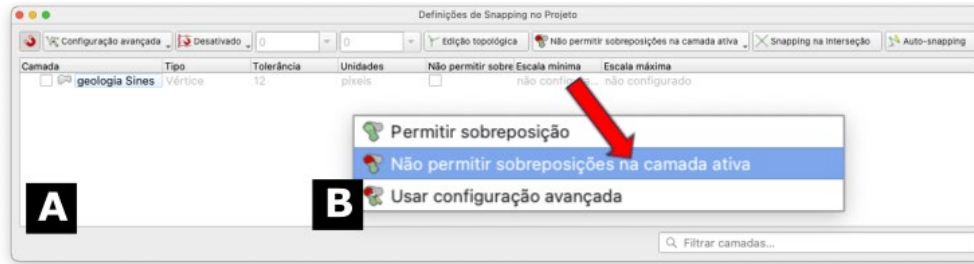 Definições de Snapping no Projeto
Configuração avançada Desativado 0 0 Edição topológica Não permitir sobreposições na camada ativa Snapping na Interseção Auto-snapping
Camada Tipo Tolerância Unidades Não permitir sobre Escala mínima Escala máxima
geologia Sines Vértice 12 píxeis não configura... não configurado
Permitir sobreposição
Não permitir sobreposições na camada ativa
Usar configuração avançada
A
B
Filtrar camadas...